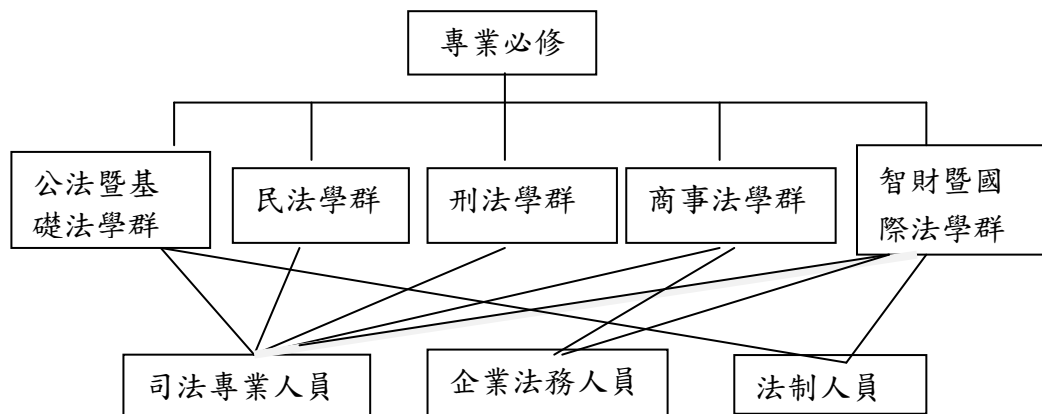 專業必修
公法暨基
礎法學群
民法學群
刑法學群
商事法學群
智財暨國
際法學群
司法專業人員
企業法務人員
法制人員